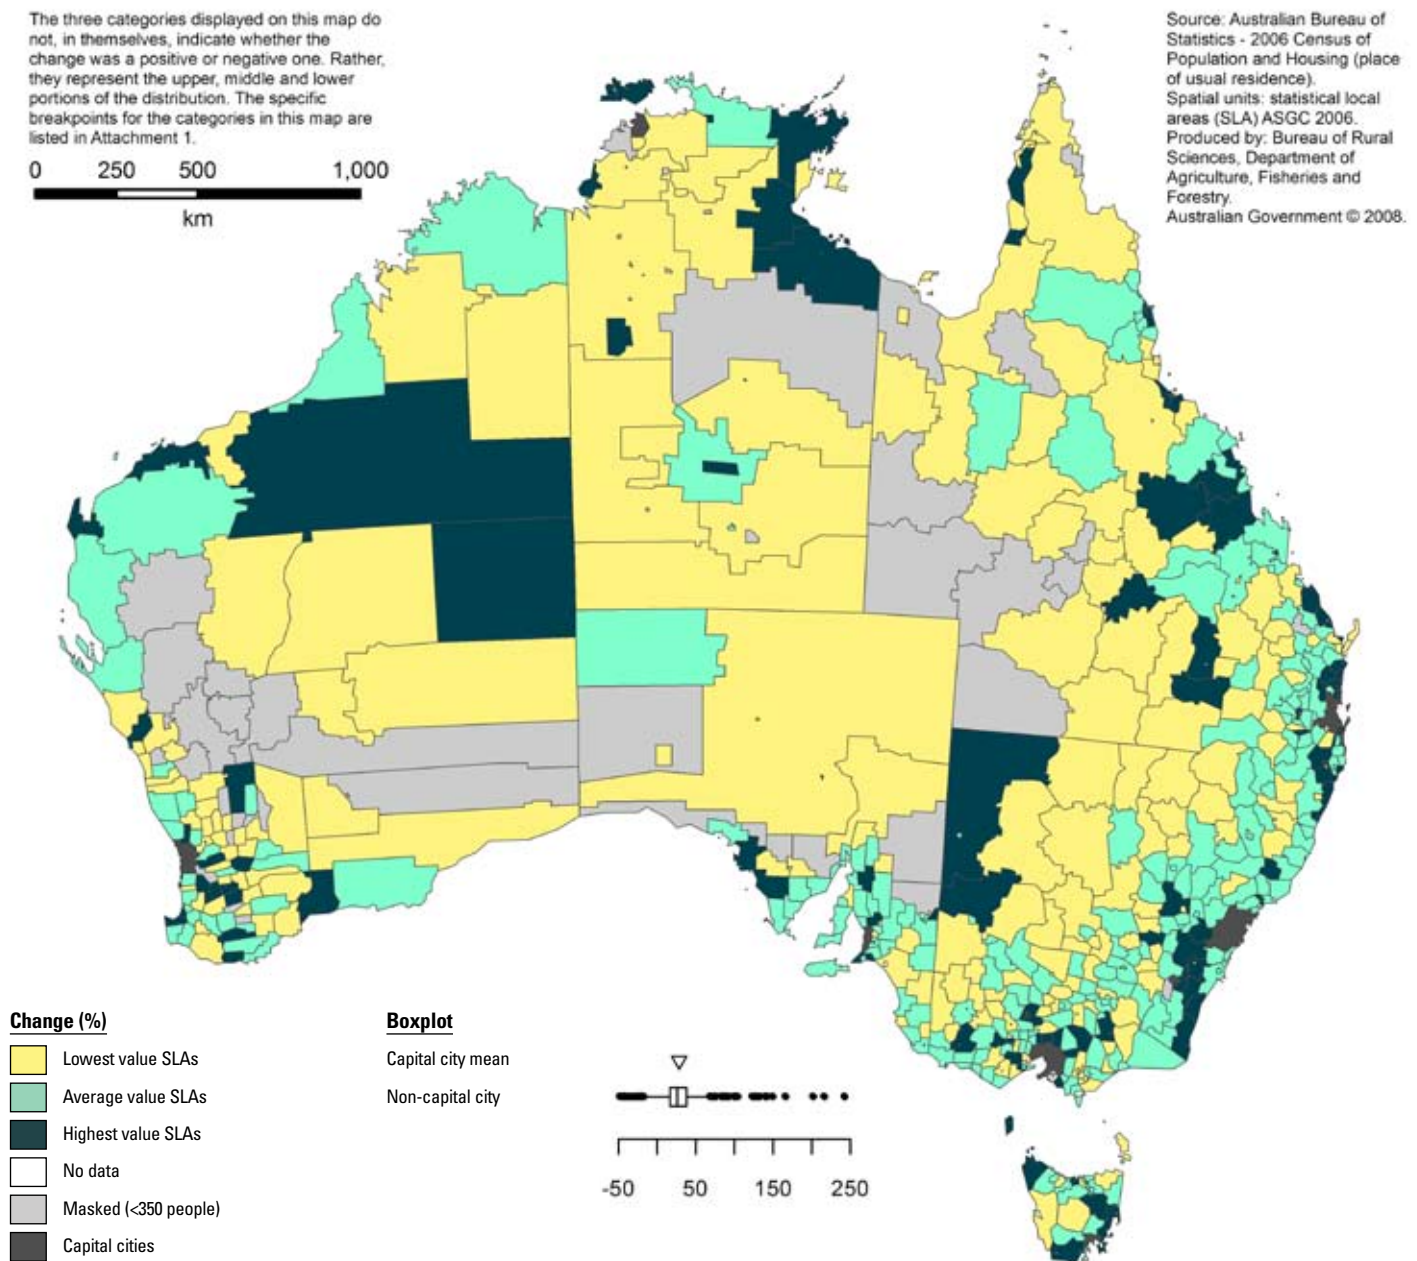 The three categories displayed on this map do
not, in themselves, indicate whether the
change was a positive or negative one. Rather,
they represent the upper, middle and lower
portions of the distribution. The specific
breakpoints for the categories in this map are
listed in Attachment 1.
0 250 500 1,000
km
Source: Australian Bureau of
Statistics - 2006 Census of
Population and Housing (place
of usual residence).
Spatial units: statistical local
areas (SLA) ASGC 2006.
Produced by: Bureau of Rural
Sciences, Department of
Agriculture, Fisheries and
Forestry.
Australian Government © 2008.
Change (%)
Lowest value SLAs
Average value SLAs
Highest value SLAs
No data
Masked (<350 people)
Capital cities
Boxplot
Capital city mean
Non-capital city
-50 50 150 250